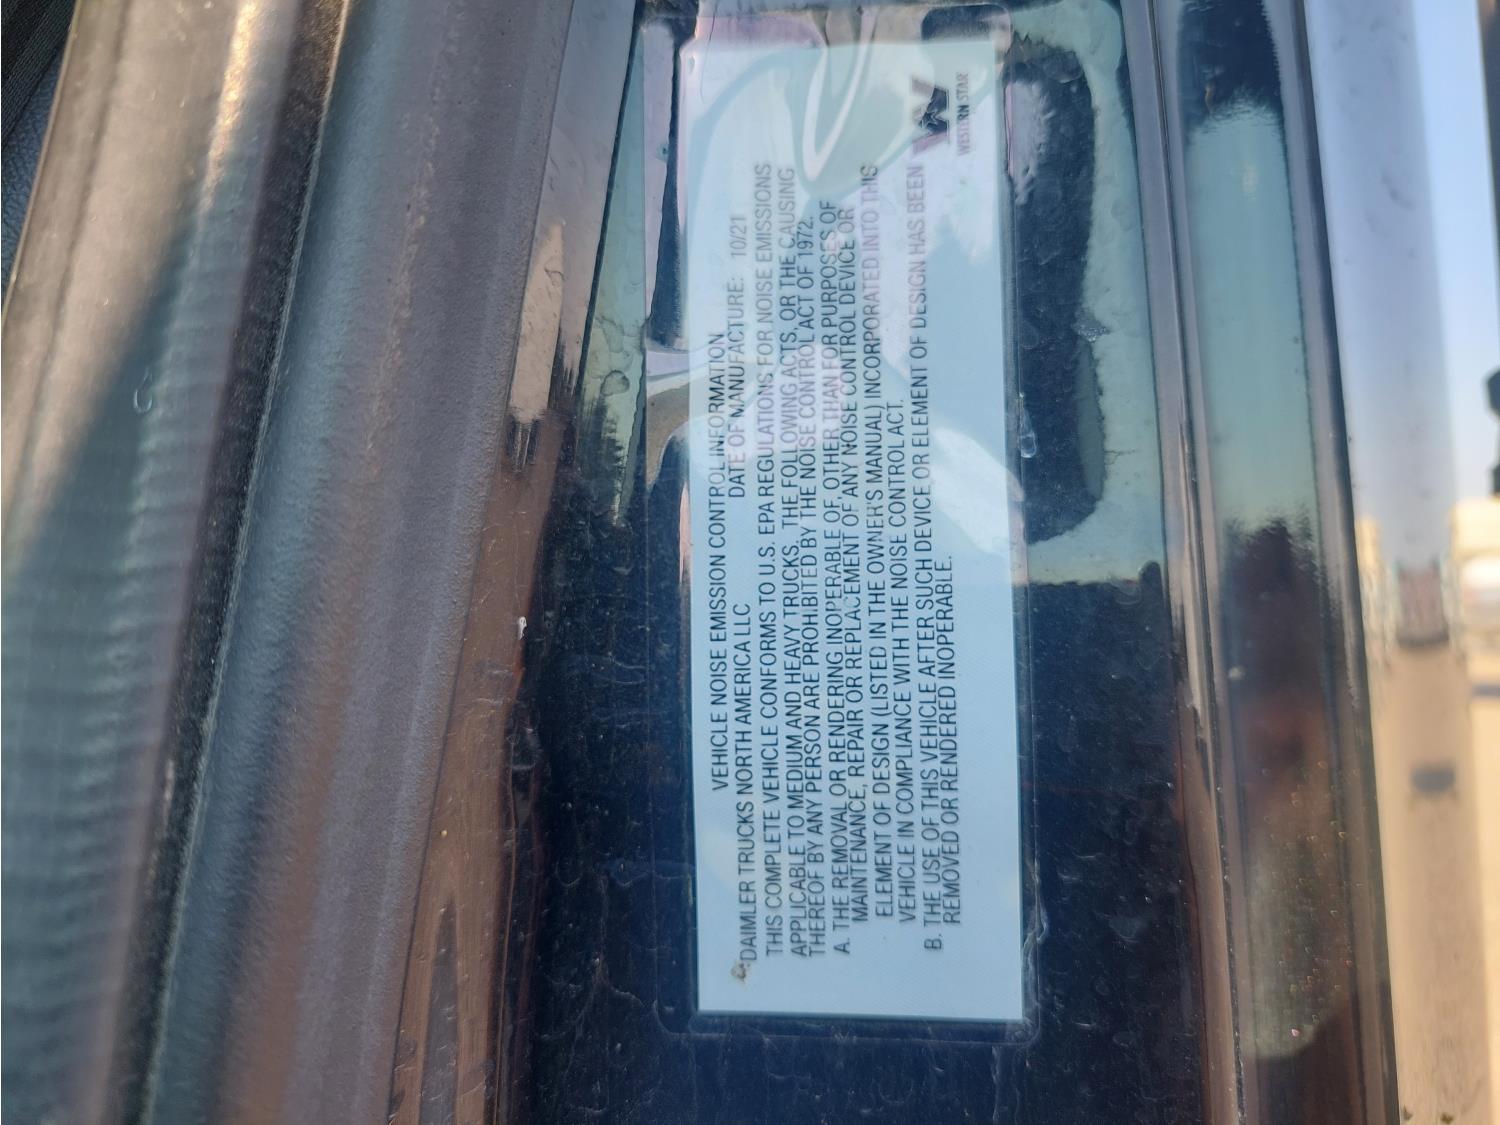 VEHICLE NOISE EMISSION CONTROL INFORMATION
DAIMLER TRUCKS NORTH AMERICA LLC DATE OF MANUFACTURE: 10/21
THIS COMPLETE VEHICLE CONFORMS TO U.S. EPA REGULATIONS FOR NOISE EMISSIONS
APPLICABLE TO MEDIUM AND HEAVY TRUCKS. THE FOLLOWING ACTS, OR THE CAUSING
THEREOF BY ANY PERSON ARE PROHIBITED BY THE NOISE CONTROL ACT OF 1972.
A. THE REMOVAL OR RENDERING INOPERABLE OF, OTHER THAN FOR PURPOSES OF
MAINTENANCE, REPAIR OR REPLACEMENT OF ANY NOISE CONTROL DEVICE OR
ELEMENT OF DESIGN (LISTED IN THE OWNER'S MANUAL) INCORPORATED INTO THIS
VEHICLE IN COMPLIANCE WITH THE NOISE CONTROL ACT.
B. THE USE OF THIS VEHICLE AFTER SUCH DEVICE OR ELEMENT OF DESIGN HAS BEEN
REMOVED OR RENDERED INOPERABLE.
WESTERN STAR